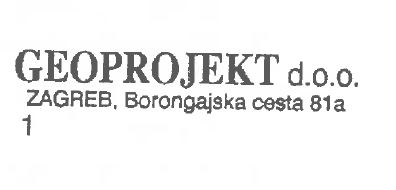 GEOPROJEKT d.o.o.
ZAGREB, Borongajska cesta 81a
1